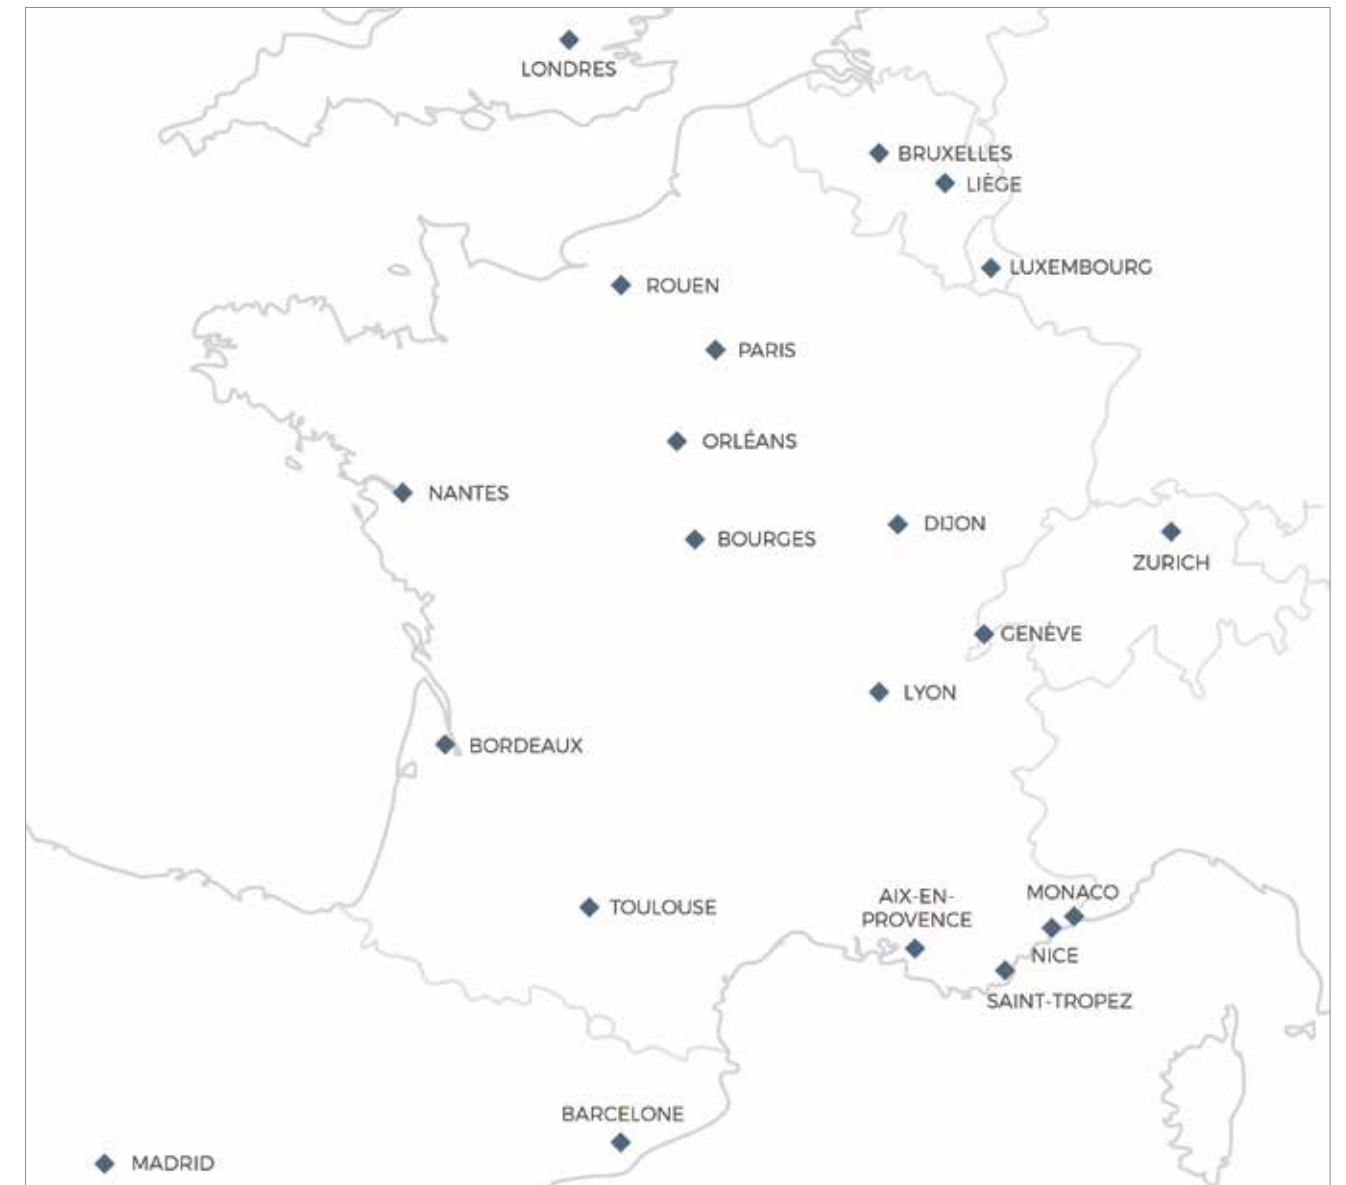 LONDRES
BRUXELLES
LIÈGE
LUXEMBOURG
ROUEN
PARIS
ORLÉANS
NANTES
DIJON
BOURGES
ZURICH
GENÈVE
LYON
BORDEAUX
TOULOUSE
AIX-EN-
PROVENCE
MONACO
NICE
SAINT-TROPEZ
BARCELONE
MADRID